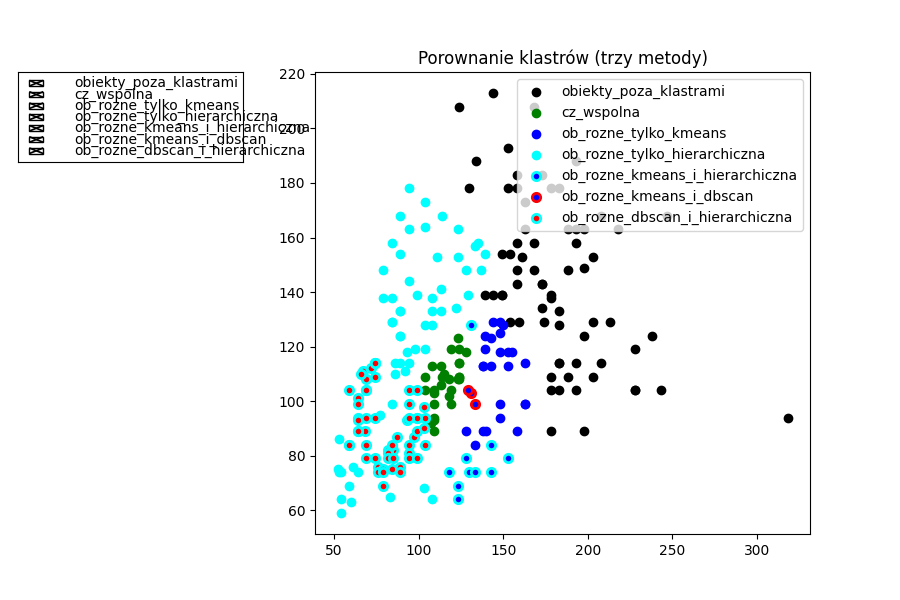 Porownanie klastrów (trzy metody)
obiekty_poza_klastrami
cz_wspolna
ob_rozne_tylko_kmeans
ob_rozne_tylko_hierarchiczna
ob_rozne_kmeans_i_hierarchiczna
ob_rozne_kmeans_i_dbscan
ob_rozne_dbscan_i_hierarchiczna
220
200
180
160
140
120
100
80
60
obiekty_poza_klastrami
cz_wspolna
ob_rozne_tylko_kmeans
ob_rozne_tylko_hierarchiczna
ob_rozne_kmeans_i_hierarchiczna
ob_rozne_kmeans_i_dbscan
ob_rozne_dbscan_i_hierarchiczna
50 100 150 200 250 300